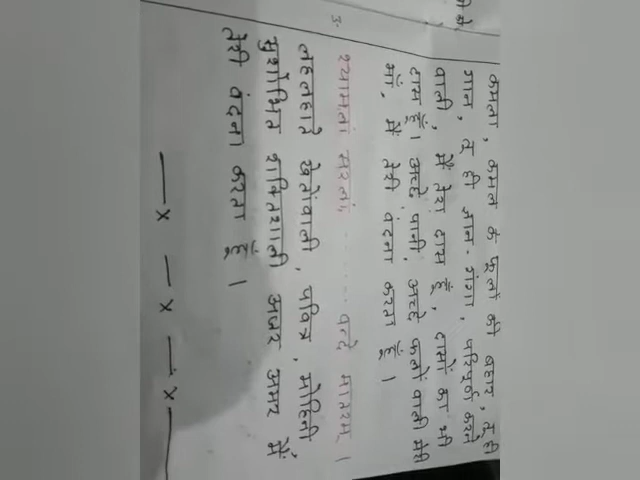 कमला, कमल के फूलों की बहार, तू ही
ज्ञान, तू ही ज्ञान-गंगा, परिपूर्ण करने
वाली, मैं तेरा दास हूँ, दासों का भी
दास हूँ। अच्छे पानी, अच्छे फलों वाली मेरी
माँ, मैं तेरी वंदना करता हूँ।
3. श्यामलां सरलां, ........ वन्दे मातरम्।
लहलहाते खेतोंवाली, पवित्र, मोहिनी
सुशोभित शक्तिशाली अजर अमर मैं
तेरी वंदना करता हूँ।
—x—x—x—